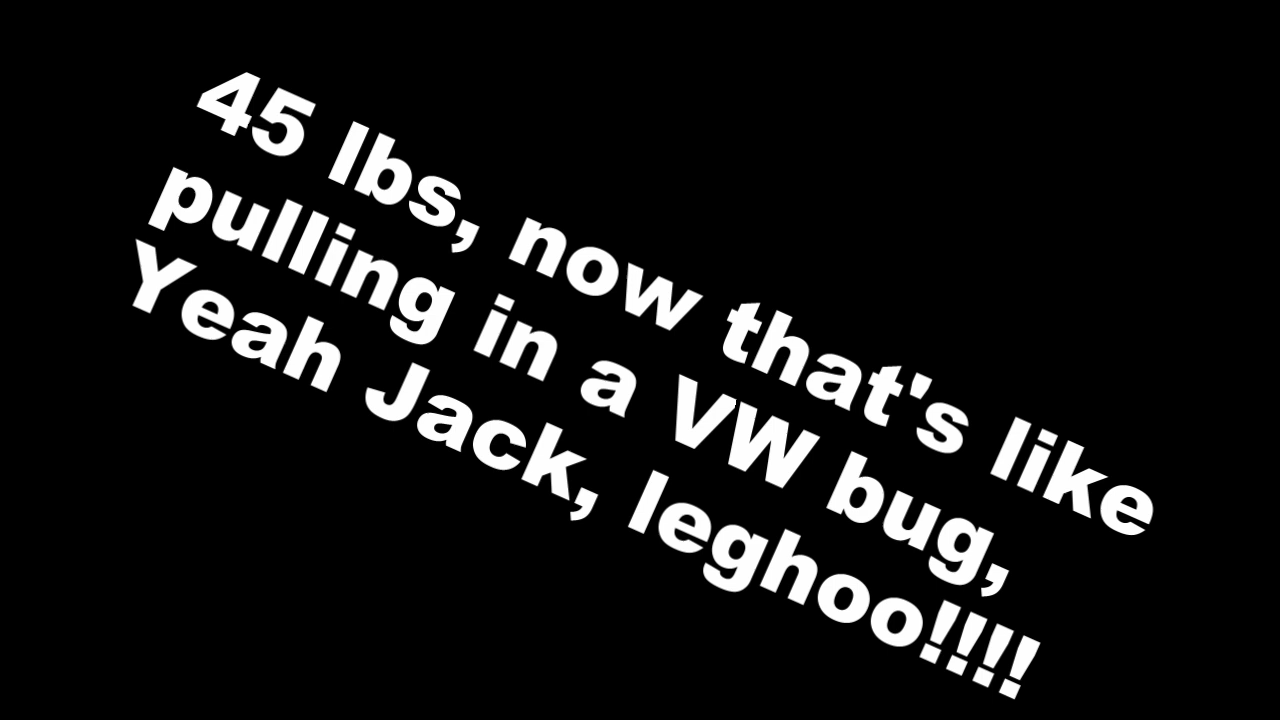 45 lbs, now that's like
pulling in a VW bug,
Yeah Jack, leghoo!!!!